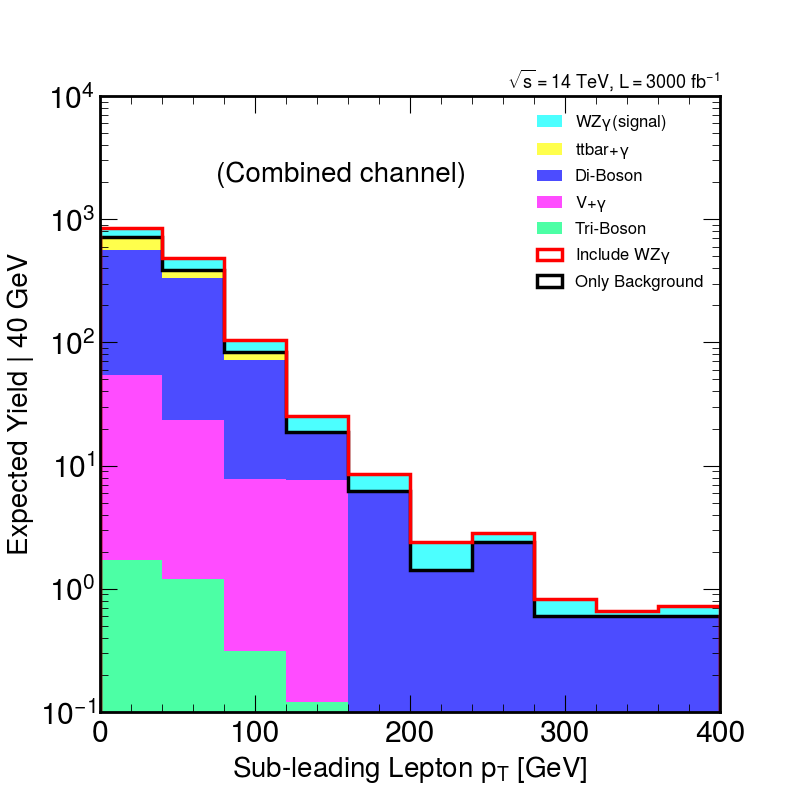 √s = 14 TeV, L = 3000 fb⁻¹
10⁴
(Combined channel)
WZγ(signal)
ttbar+γ
Di-Boson
V+γ
Tri-Boson
Include WZγ
Only Background
10³
10²
10¹
10⁰
10⁻¹
Expected Yield | 40 GeV
0 100 200 300 400
Sub-leading Lepton p_T [GeV]